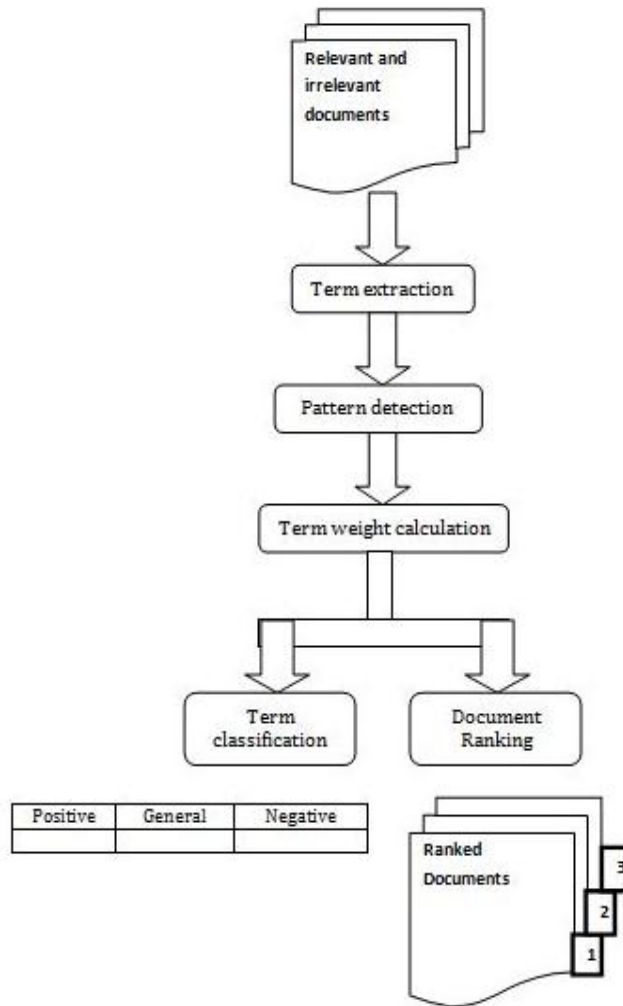 Relevant and
irrelevant
documents
Term extraction
Pattern detection
Term weight calculation
Term
classification
Document
Ranking
Positive General Negative
Ranked
Documents
3
2
1